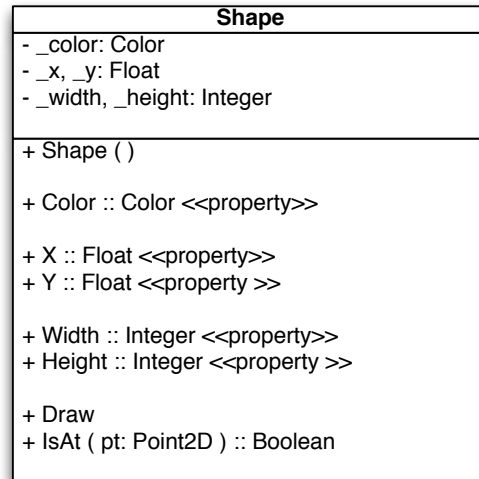 Shape
- _color: Color
- _x, _y: Float
- _width, _height: Integer
+ Shape ( )
+ Color :: Color <<property>>
+ X :: Float <<property>>
+ Y :: Float <<property >>
+ Width :: Integer <<property>>
+ Height :: Integer <<property >>
+ Draw
+ IsAt ( pt: Point2D ) :: Boolean